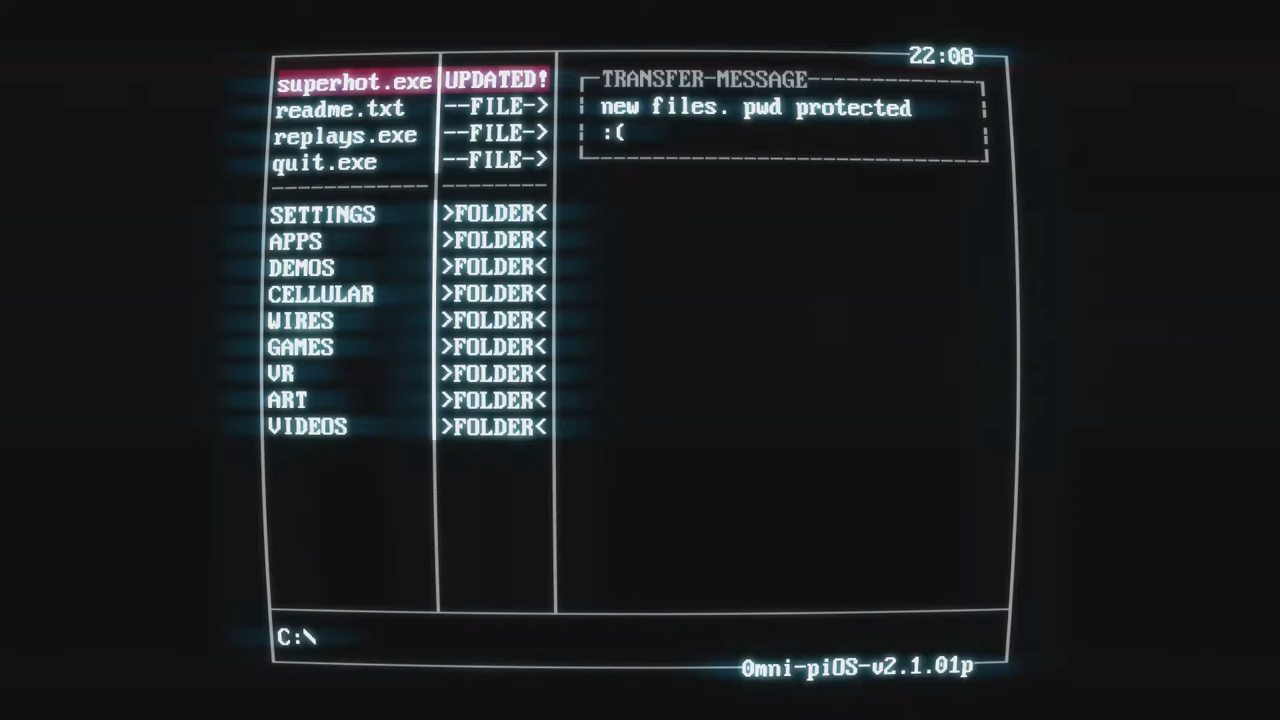 22:08
superhot.exe UPDATED!
readme.txt --FILE->
replays.exe --FILE->
quit.exe --FILE->
SETTINGS >FOLDER<
APPS >FOLDER<
DEMOS >FOLDER<
CELLULAR >FOLDER<
WIRES >FOLDER<
GAMES >FOLDER<
VR >FOLDER<
ART >FOLDER<
VIDEOS >FOLDER<
TRANSFER-MESSAGE
new files. pwd protected
:(
C:\
0mni-piOS-v2.1.01p